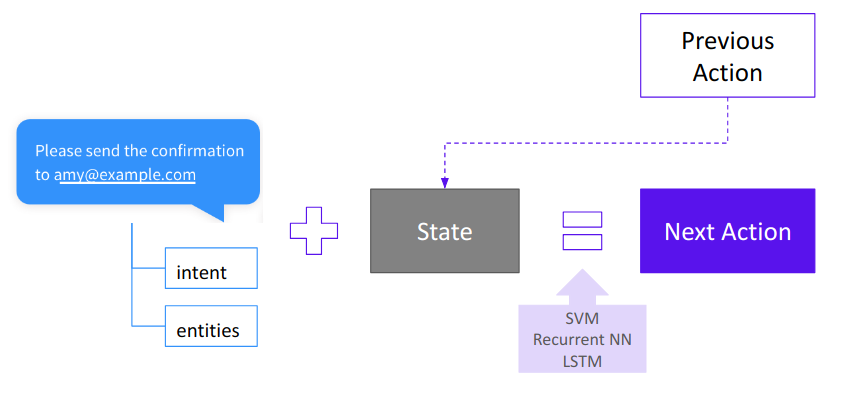 Previous
Action
Please send the confirmation
to amy@example.com
State
Next Action
intent
entities
SVM
Recurrent NN
LSTM